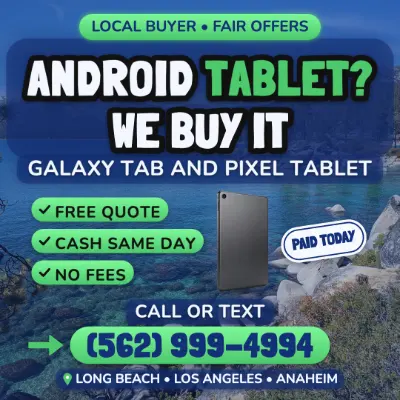 LOCAL BUYER • FAIR OFFERS
ANDROID TABLET?
WE BUY IT
GALAXY TAB AND PIXEL TABLET
FREE QUOTE
CASH SAME DAY
NO FEES
PAID TODAY
CALL OR TEXT
(562) 999-4994
LONG BEACH • LOS ANGELES • ANAHEIM